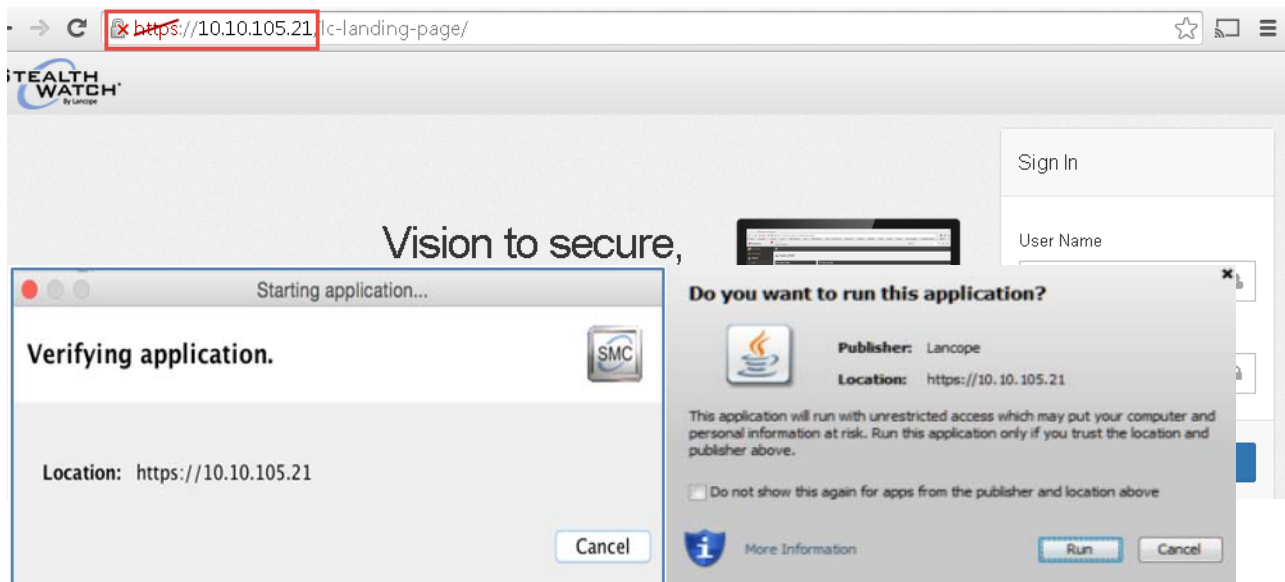 https://10.10.105.21/lc-landing-page/
STEALTH
WATCH
By Lancope
Sign In
User Name
Vision to secure,
Starting application...
Verifying application.
SMC
Location: https://10.10.105.21
Cancel
Do you want to run this application?
Publisher: Lancope
Location: https://10.10.105.21
This application will run with unrestricted access which may put your computer and
personal information at risk. Run this application only if you trust the location and
publisher above.
Do not show this again for apps from the publisher and location above
More Information
Run
Cancel